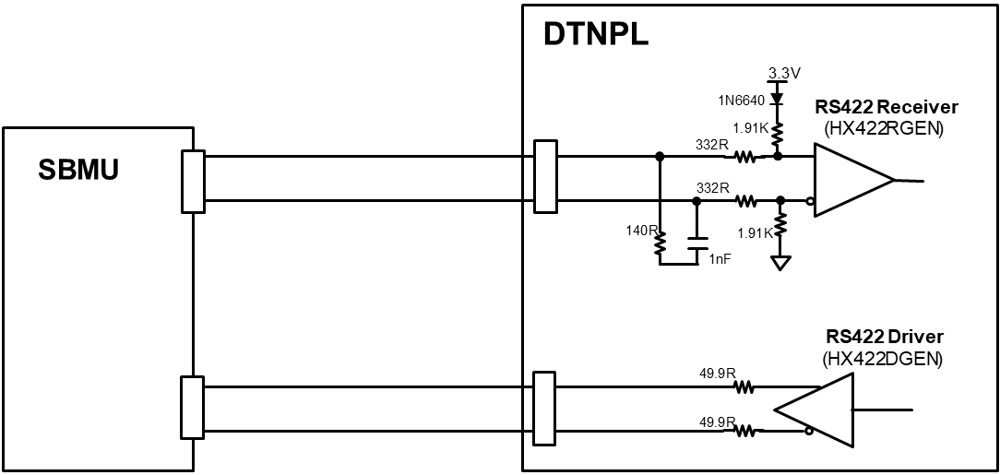 DTNPL
3.3V
1N6640
RS422 Receiver
(HX422RGEN)
1.91K
332R
SBMU
332R
140R
1.91K
1nF
RS422 Driver
(HX422DGEN)
49.9R
49.9R